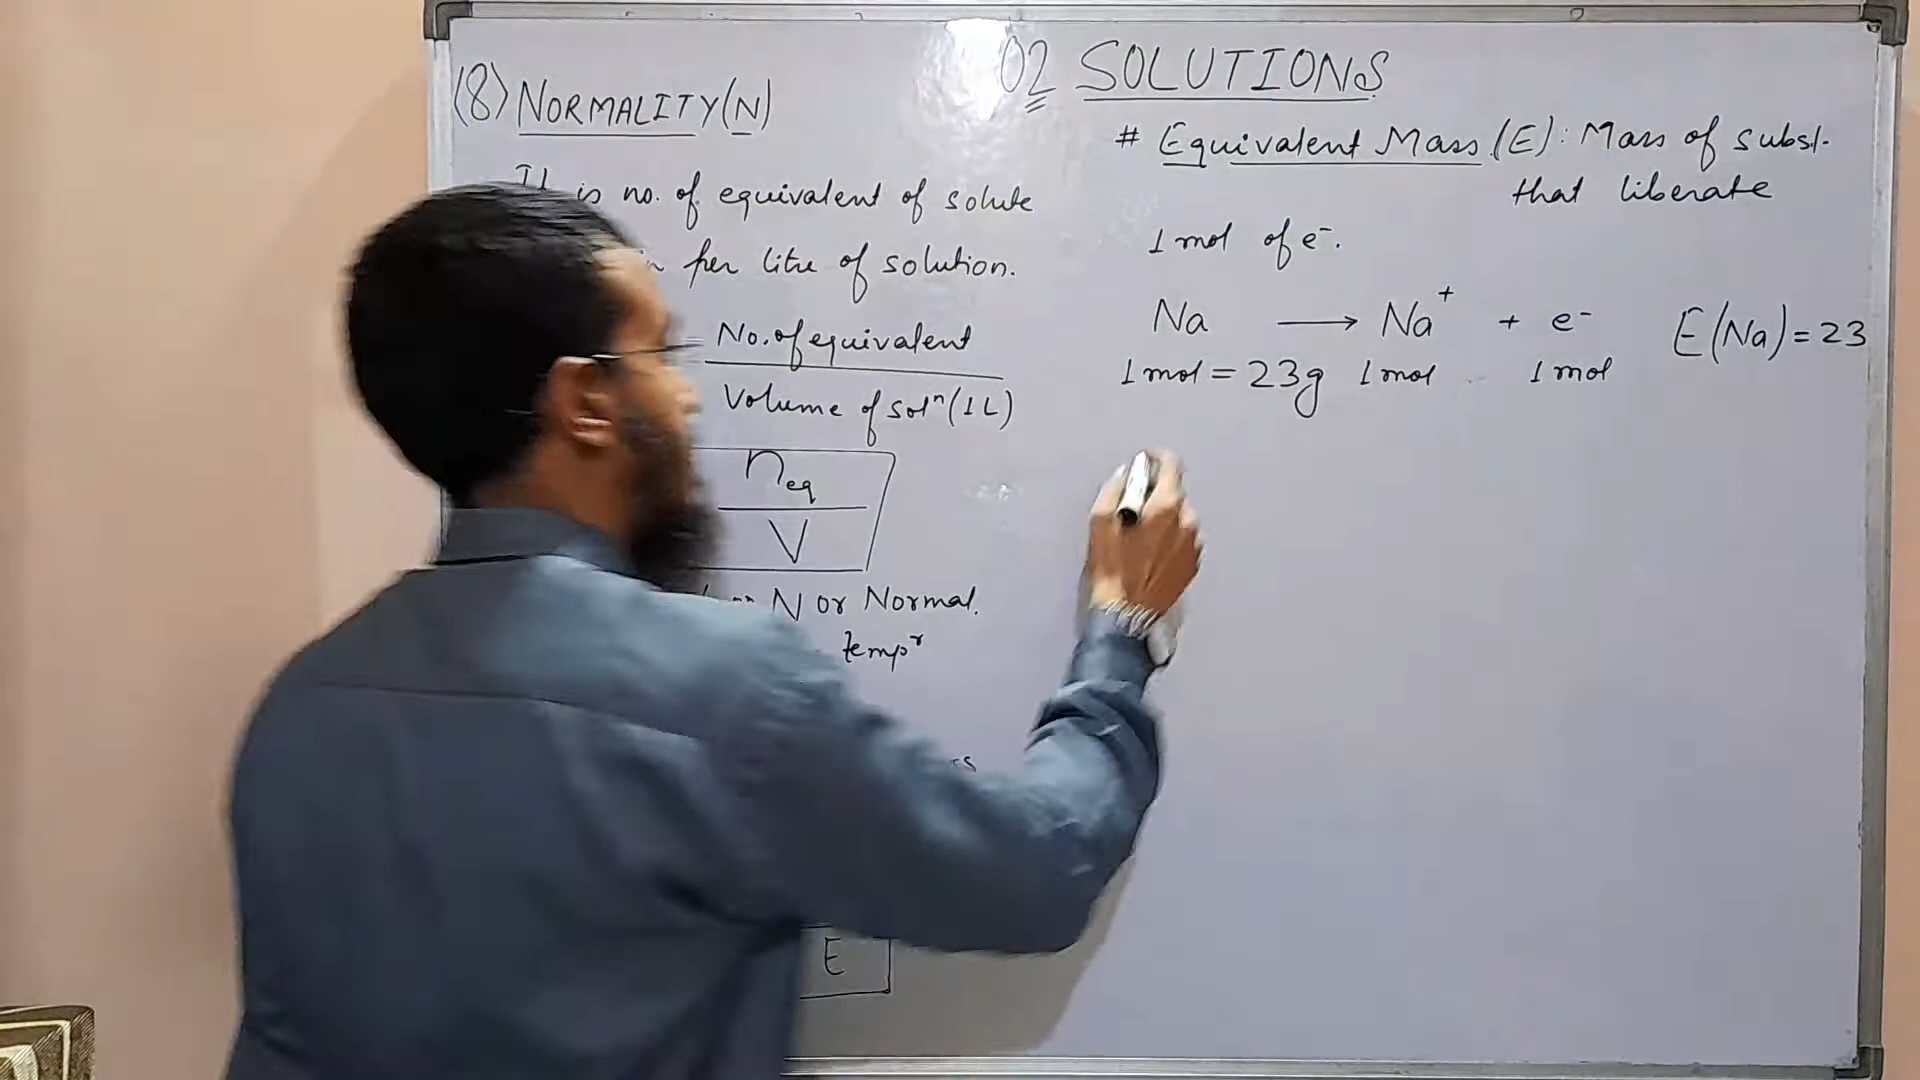 02 SOLUTIONS
(8) NORMALITY (N)
is no. of equivalent of solute
per litre of solution.
= No. of equivalent
Volume of solⁿ (1L)
n_eq
V
N or Normal.
tempʳ
E
# Equivalent Mass (E): Mass of subst.
that liberate
1 mol of e⁻.
Na ⟶ Na⁺ + e⁻ E(Na) = 23
1 mol = 23g 1 mol 1 mol